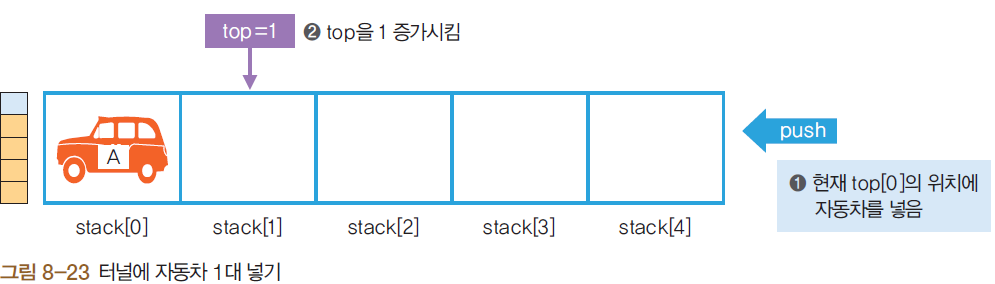 top=1 ❷ top을 1 증가시킴
A
push
❶ 현재 top[0]의 위치에
자동차를 넣음
stack[0] stack[1] stack[2] stack[3] stack[4]
그림 8-23 터널에 자동차 1대 넣기